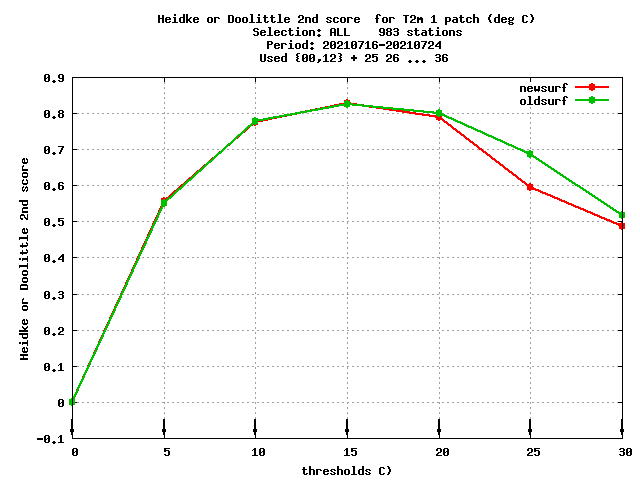 Heidke or Doolittle 2nd score  for T2m 1 patch (deg C)
Selection: ALL    983 stations
Period: 20210716-20210724
Used {00,12} + 25 26 ... 36
newsurf
oldsurf
Heidke or Doolittle 2nd score
0.9
0.8
0.7
0.6
0.5
0.4
0.3
0.2
0.1
0
-0.1
0 5 10 15 20 25 30
thresholds C)